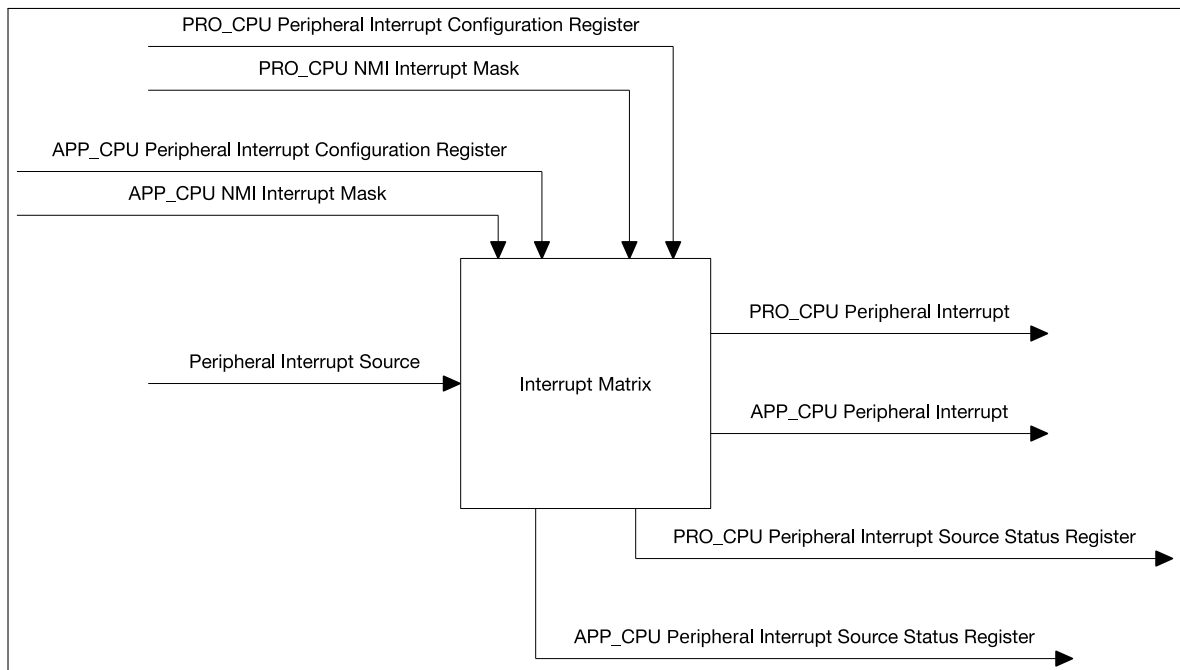 PRO_CPU Peripheral Interrupt Configuration Register
PRO_CPU NMI Interrupt Mask
APP_CPU Peripheral Interrupt Configuration Register
APP_CPU NMI Interrupt Mask
PRO_CPU Peripheral Interrupt
Peripheral Interrupt Source
Interrupt Matrix
APP_CPU Peripheral Interrupt
PRO_CPU Peripheral Interrupt Source Status Register
APP_CPU Peripheral Interrupt Source Status Register